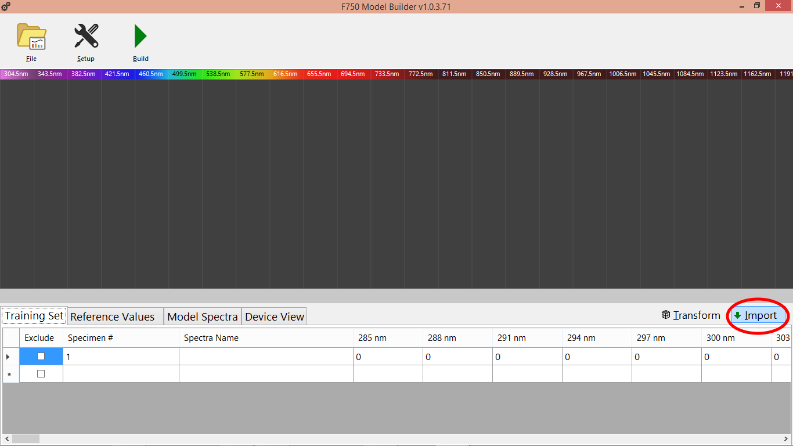 F750 Model Builder v1.0.3.71
File Setup Build
304.5nm 343.5nm 382.5nm 421.5nm 460.5nm 499.5nm 538.5nm 577.5nm 616.5nm 655.5nm 694.5nm 733.5nm 772.5nm 811.5nm 850.5nm 889.5nm 928.5nm 967.5nm 1006.5nm 1045.5nm 1084.5nm 1123.5nm 1162.5nm 1191
Training Set Reference Values Model Spectra Device View Transform Import
Exclude Specimen # Spectra Name 285 nm 288 nm 291 nm 294 nm 297 nm 300 nm 303
1 0 0 0 0 0 0 0